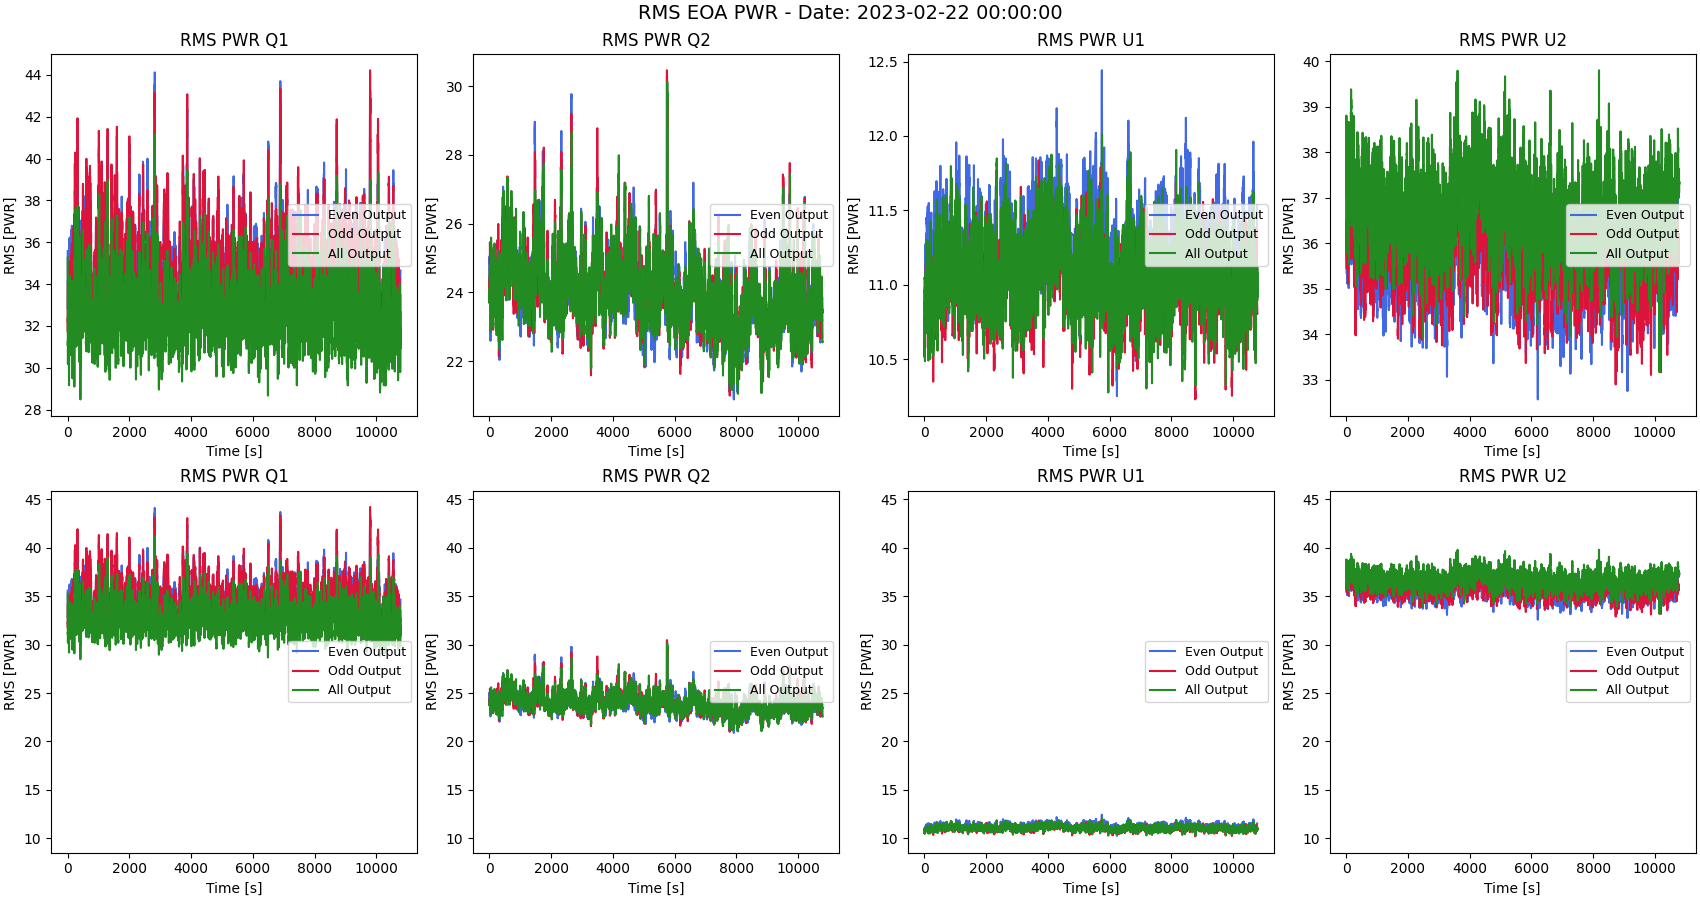 RMS EOA PWR - Date: 2023-02-22 00:00:00
RMS PWR Q1
RMS [PWR]
44
42
40
38
36
34
32
30
28
Even Output
Odd Output
All Output
0 2000 4000 6000 8000 10000
Time [s]
RMS PWR Q2
RMS [PWR]
30
28
26
24
22
Even Output
Odd Output
All Output
0 2000 4000 6000 8000 10000
Time [s]
RMS PWR U1
RMS [PWR]
12.5
12.0
11.5
11.0
10.5
Even Output
Odd Output
All Output
0 2000 4000 6000 8000 10000
Time [s]
RMS PWR U2
RMS [PWR]
40
39
38
37
36
35
34
33
Even Output
Odd Output
All Output
0 2000 4000 6000 8000 10000
Time [s]
RMS PWR Q1
RMS [PWR]
45
40
35
30
25
20
15
10
Even Output
Odd Output
All Output
0 2000 4000 6000 8000 10000
Time [s]
RMS PWR Q2
RMS [PWR]
45
40
35
30
25
20
15
10
Even Output
Odd Output
All Output
0 2000 4000 6000 8000 10000
Time [s]
RMS PWR U1
RMS [PWR]
45
40
35
30
25
20
15
10
Even Output
Odd Output
All Output
0 2000 4000 6000 8000 10000
Time [s]
RMS PWR U2
RMS [PWR]
45
40
35
30
25
20
15
10
Even Output
Odd Output
All Output
0 2000 4000 6000 8000 10000
Time [s]